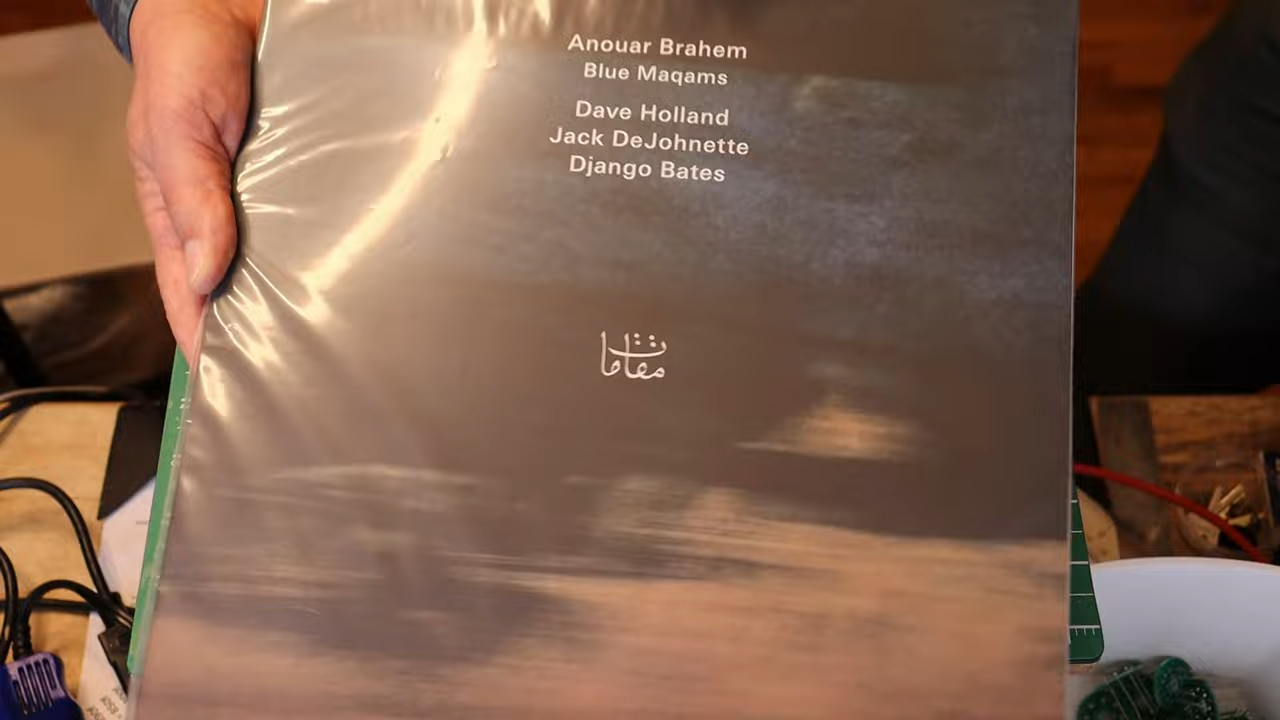 Anouar Brahem
Blue Maqams
Dave Holland
Jack DeJohnette
Django Bates
مقامات